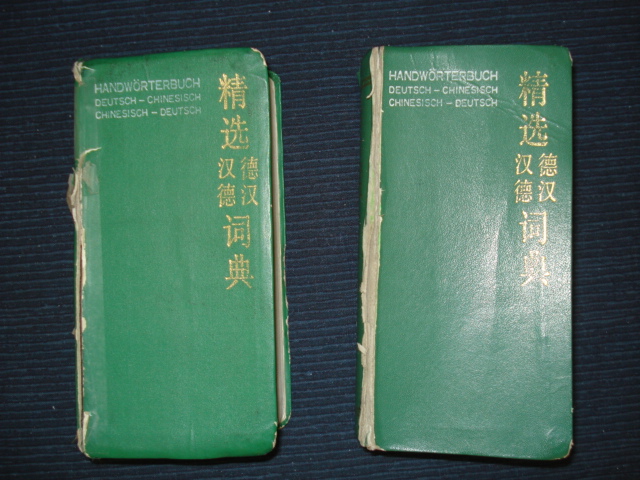 HANDWÖRTERBUCH
DEUTSCH – CHINESISCH
CHINESISCH – DEUTSCH
精选
德汉
汉德
词典
HANDWÖRTERBUCH
DEUTSCH – CHINESISCH
CHINESISCH – DEUTSCH
精选
德汉
汉德
词典